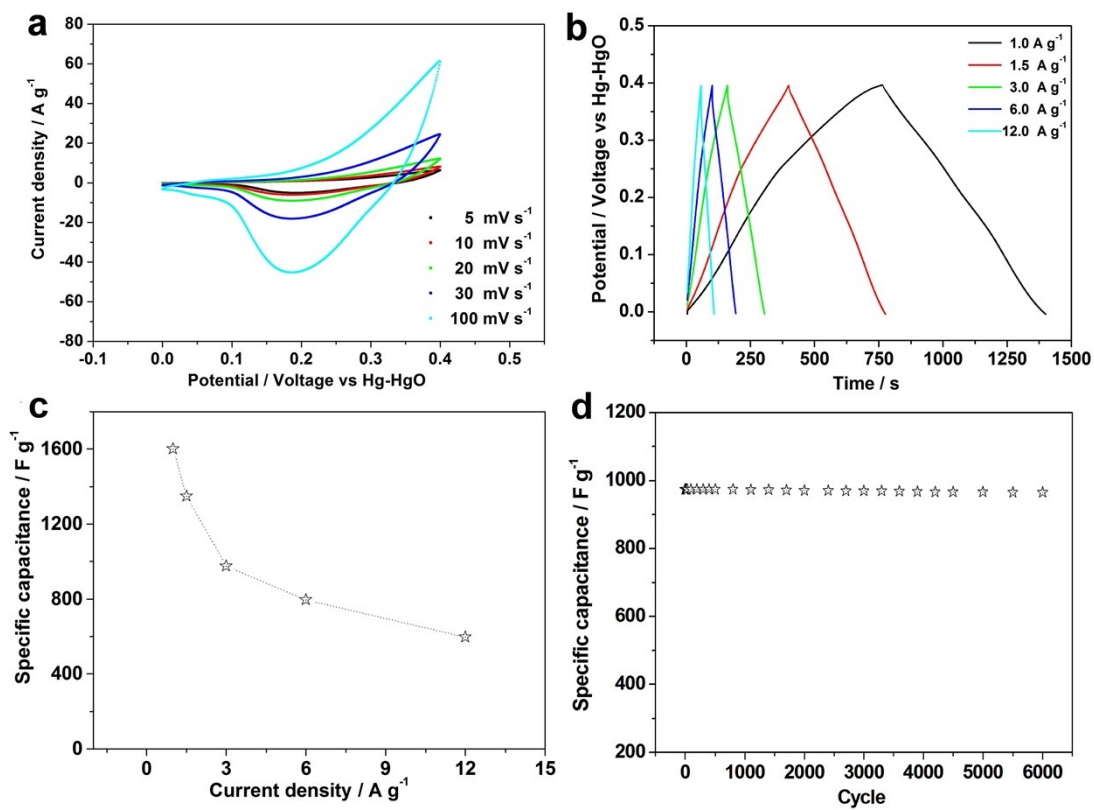 a
80
60
40
20
0
-20
-40
-60
-80
-0.1 0.0 0.1 0.2 0.3 0.4 0.5
Current density / A g⁻¹
Potential / Voltage vs Hg-HgO
5 mV s⁻¹
10 mV s⁻¹
20 mV s⁻¹
30 mV s⁻¹
100 mV s⁻¹
b
0.5
0.4
0.3
0.2
0.1
0.0
0 250 500 750 1000 1250 1500
Potential / Voltage vs Hg-HgO
Time / s
1.0 A g⁻¹
1.5 A g⁻¹
3.0 A g⁻¹
6.0 A g⁻¹
12.0 A g⁻¹
c
1600
1200
800
400
0
0 3 6 9 12 15
Specific capacitance / F g⁻¹
Current density / A g⁻¹
d
1200
1000
800
600
400
200
0 1000 2000 3000 4000 5000 6000
Specific capacitance / F g⁻¹
Cycle